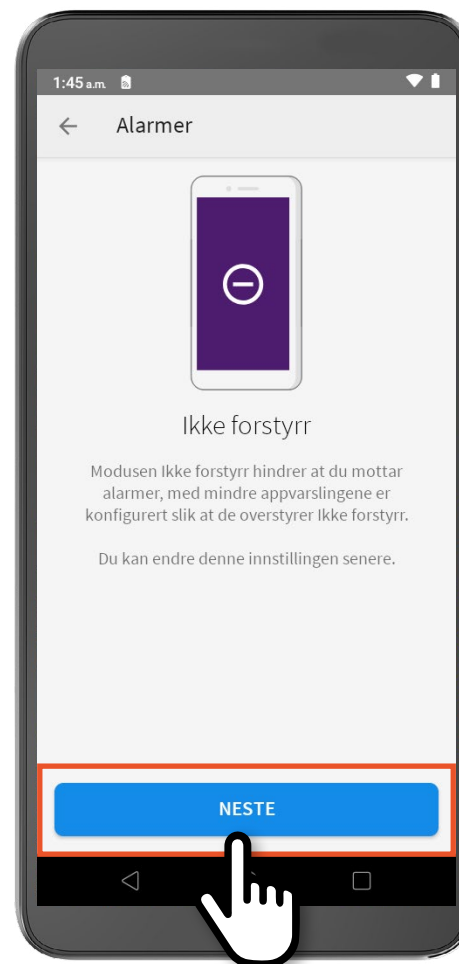 1:45 a.m.
Alarmer
Ikke forstyrr
Modusen Ikke forstyrr hindrer at du mottar
alarmer, med mindre appvarslingene er
konfigurert slik at de overstyrer Ikke forstyrr.
Du kan endre denne innstillingen senere.
NESTE